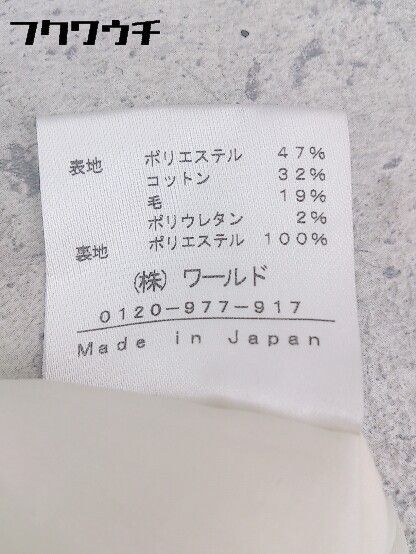 フクワウチ
表地 ポリエステル 47%
コットン 32%
毛 19%
ポリウレタン 2%
裏地 ポリエステル 100%
(株) ワールド
0120-977-917
Made in Japan